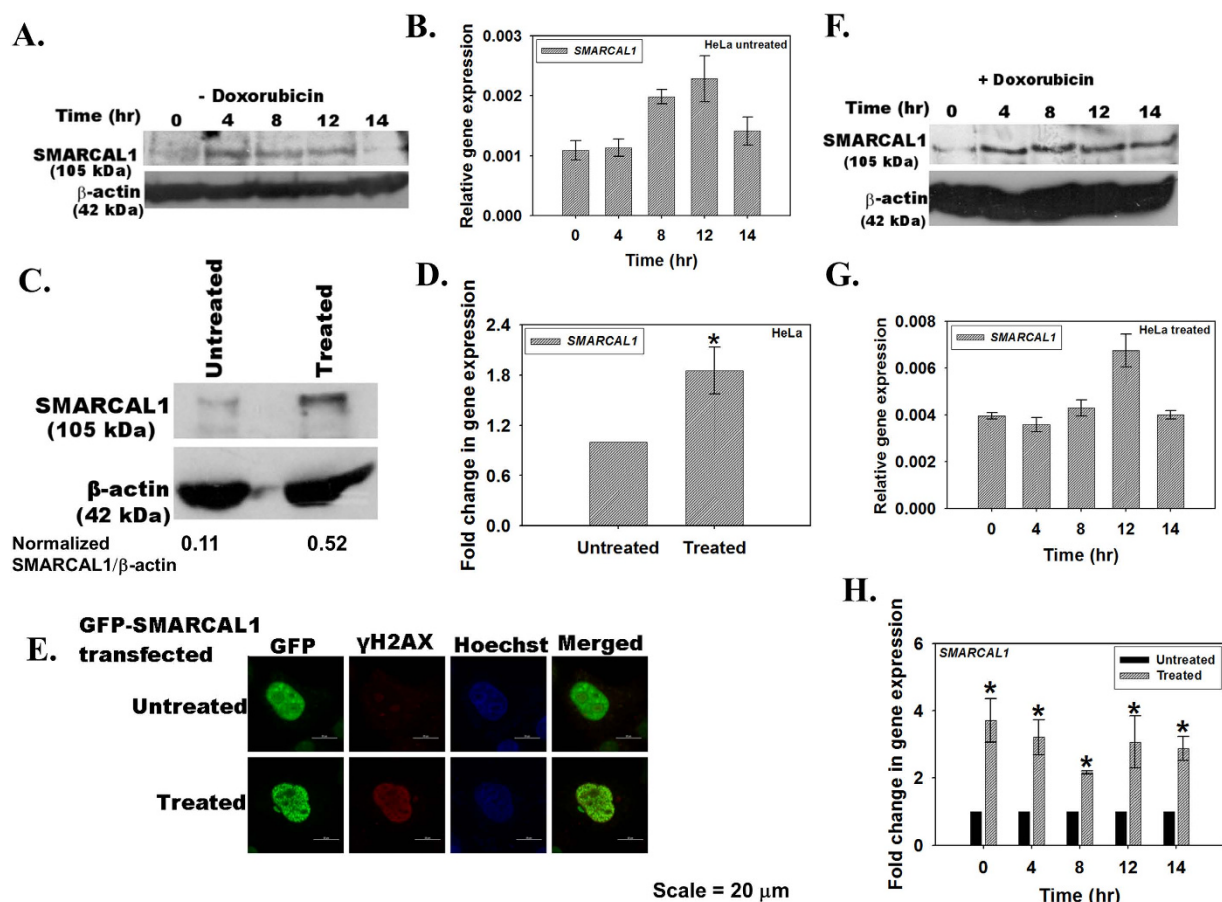 A.
- Doxorubicin
Time (hr) 0 4 8 12 14
SMARCAL1
(105 kDa)
β-actin
(42 kDa)
B.
Relative gene expression
0.003
0.002
0.001
0.000
SMARCAL1
HeLa untreated
0 4 8 12 14
Time (hr)
F.
+ Doxorubicin
Time (hr) 0 4 8 12 14
SMARCAL1
(105 kDa)
β-actin
(42 kDa)
C.
Untreated Treated
SMARCAL1
(105 kDa)
β-actin
(42 kDa)
Normalized 0.11 0.52
SMARCAL1/β-actin
D.
Fold change in gene expression
2.4
1.8
1.2
0.6
0.0
SMARCAL1
HeLa
*
Untreated Treated
G.
Relative gene expression
0.008
0.006
0.004
0.002
0.000
SMARCAL1
HeLa treated
0 4 8 12 14
Time (hr)
E.
GFP-SMARCAL1
transfected
GFP γH2AX Hoechst Merged
Untreated
Treated
Scale = 20 μm
H.
Fold change in gene expression
6
4
2
0
SMARCAL1
Untreated
Treated
* * * * *
0 4 8 12 14
Time (hr)